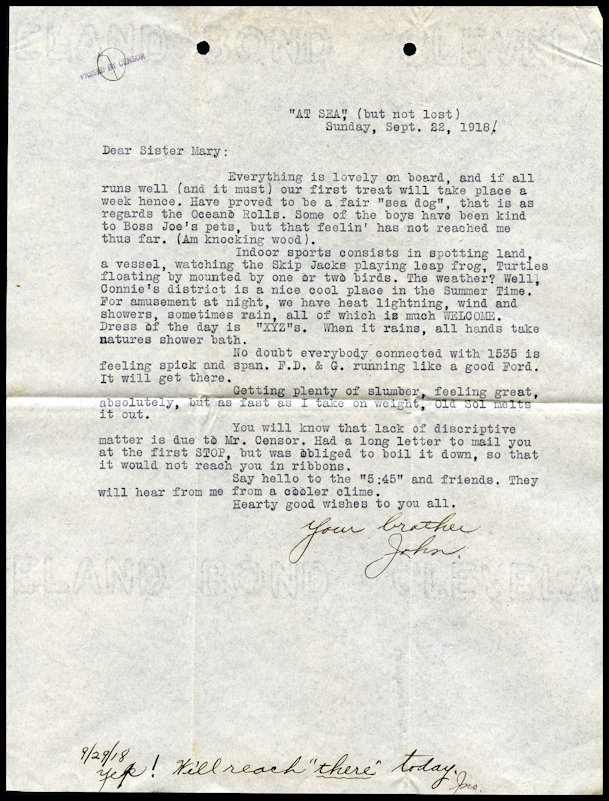 ELAND BOND CLEVELA
PASSED BY CENSOR
"AT SEA", (but not lost)
Sunday, Sept. 22, 1918.
Dear Sister Mary:
Everything is lovely on board, and if all
runs well (and it must) our first treat will take place a
week hence. Have proved to be a fair "sea dog", that is as
regards the Oceano Rolls. Some of the boys have been kind
to Boss Joe's pets, but that feelin' has not reached me
thus far. (Am knocking wood).
Indoor sports consists in spotting land,
a vessel, watching the Skip Jacks playing leap frog, Turties
floating by mounted by one or two birds. The weather? Well,
Connie's district is a nice cool place in the Summer Time.
For amusement at night, we have heat lightning, wind and
showers, sometimes rain, all of which is much WELCOME.
Dress of the day is "XYZ"s. When it rains, all hands take
natures shower bath.
No doubt everybody connected with 1535 is
feeling spick and span. F.D. & G. running like a good Ford.
It will get there.
Getting plenty of slumber, feeling great,
absolutely, but as fast as I take on weight, Old Sol melts
it out.
You will know that lack of discriptive
matter is due to Mr. Censor. Had a long letter to mail you
at the first STOP, but was obliged to boil it down, so that
it would not reach you in ribbons.
Say hello to the "5:45" and friends. They
will hear from me from a cooler clime.
Hearty good wishes to you all.
Your brother
John.
ELAND BOND CLEVELA
9/29/18
Yep! Will reach "there" today.
Jno.